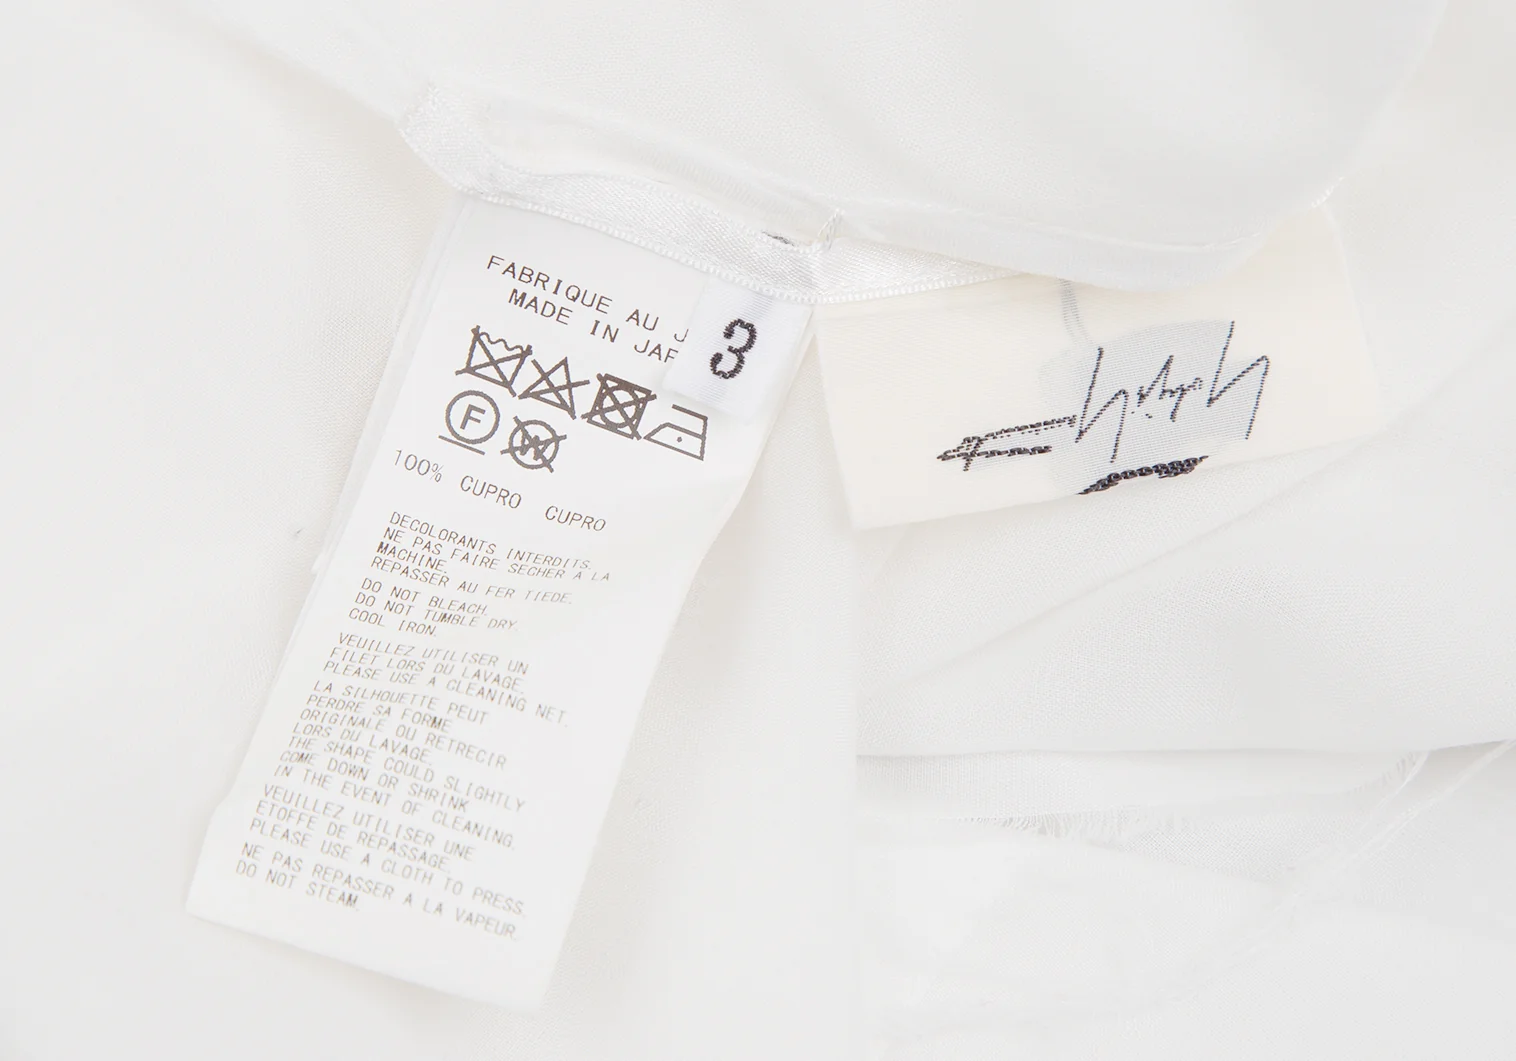 FABRIQUE AU J
MADE IN JAP
3
F
W
100% CUPRO CUPRO
DECOLORANTS INTERDITS.
NE PAS FAIRE SECHER A LA
MACHINE.
REPASSER AU FER TIEDE.
DO NOT BLEACH.
DO NOT TUMBLE DRY.
COOL IRON.
VEUILLEZ UTILISER UN
FILET LORS DU LAVAGE.
PLEASE USE A CLEANING NET.
LA SILHOUETTE PEUT
PERDRE SA FORME
ORIGINALE OU RETRECIR
LORS DU LAVAGE.
THE SHAPE COULD SLIGHTLY
COME DOWN OR SHRINK
IN THE EVENT OF CLEANING.
VEUILLEZ UTILISER UNE
ETOFFE DE REPASSAGE.
PLEASE USE A CLOTH TO PRESS.
NE PAS REPASSER A LA VAPEUR.
DO NOT STEAM.